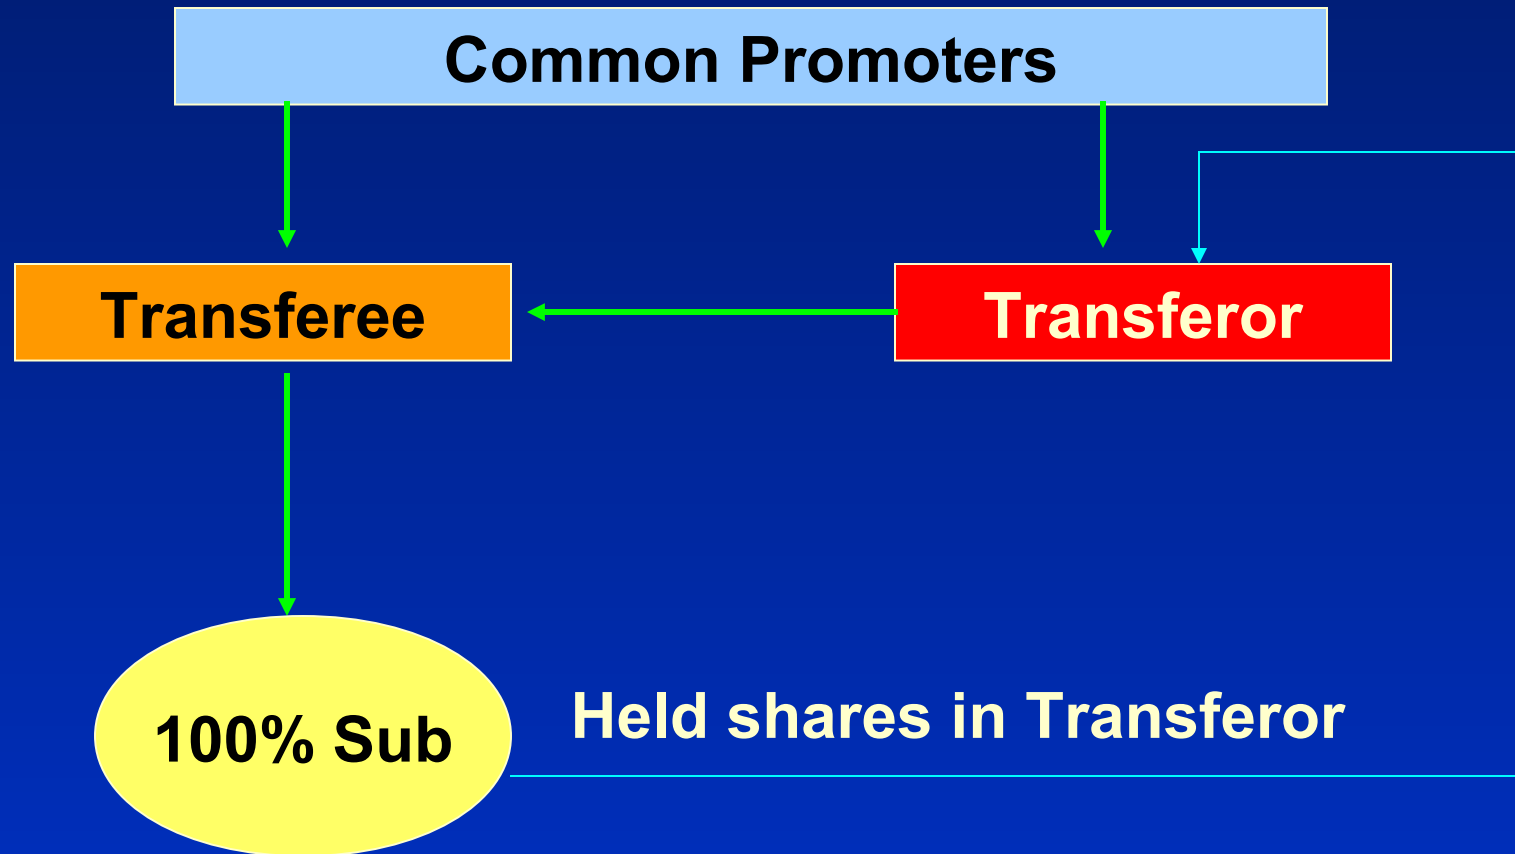 Common Promoters
Transferee
Transferor
100% Sub
Held shares in Transferor